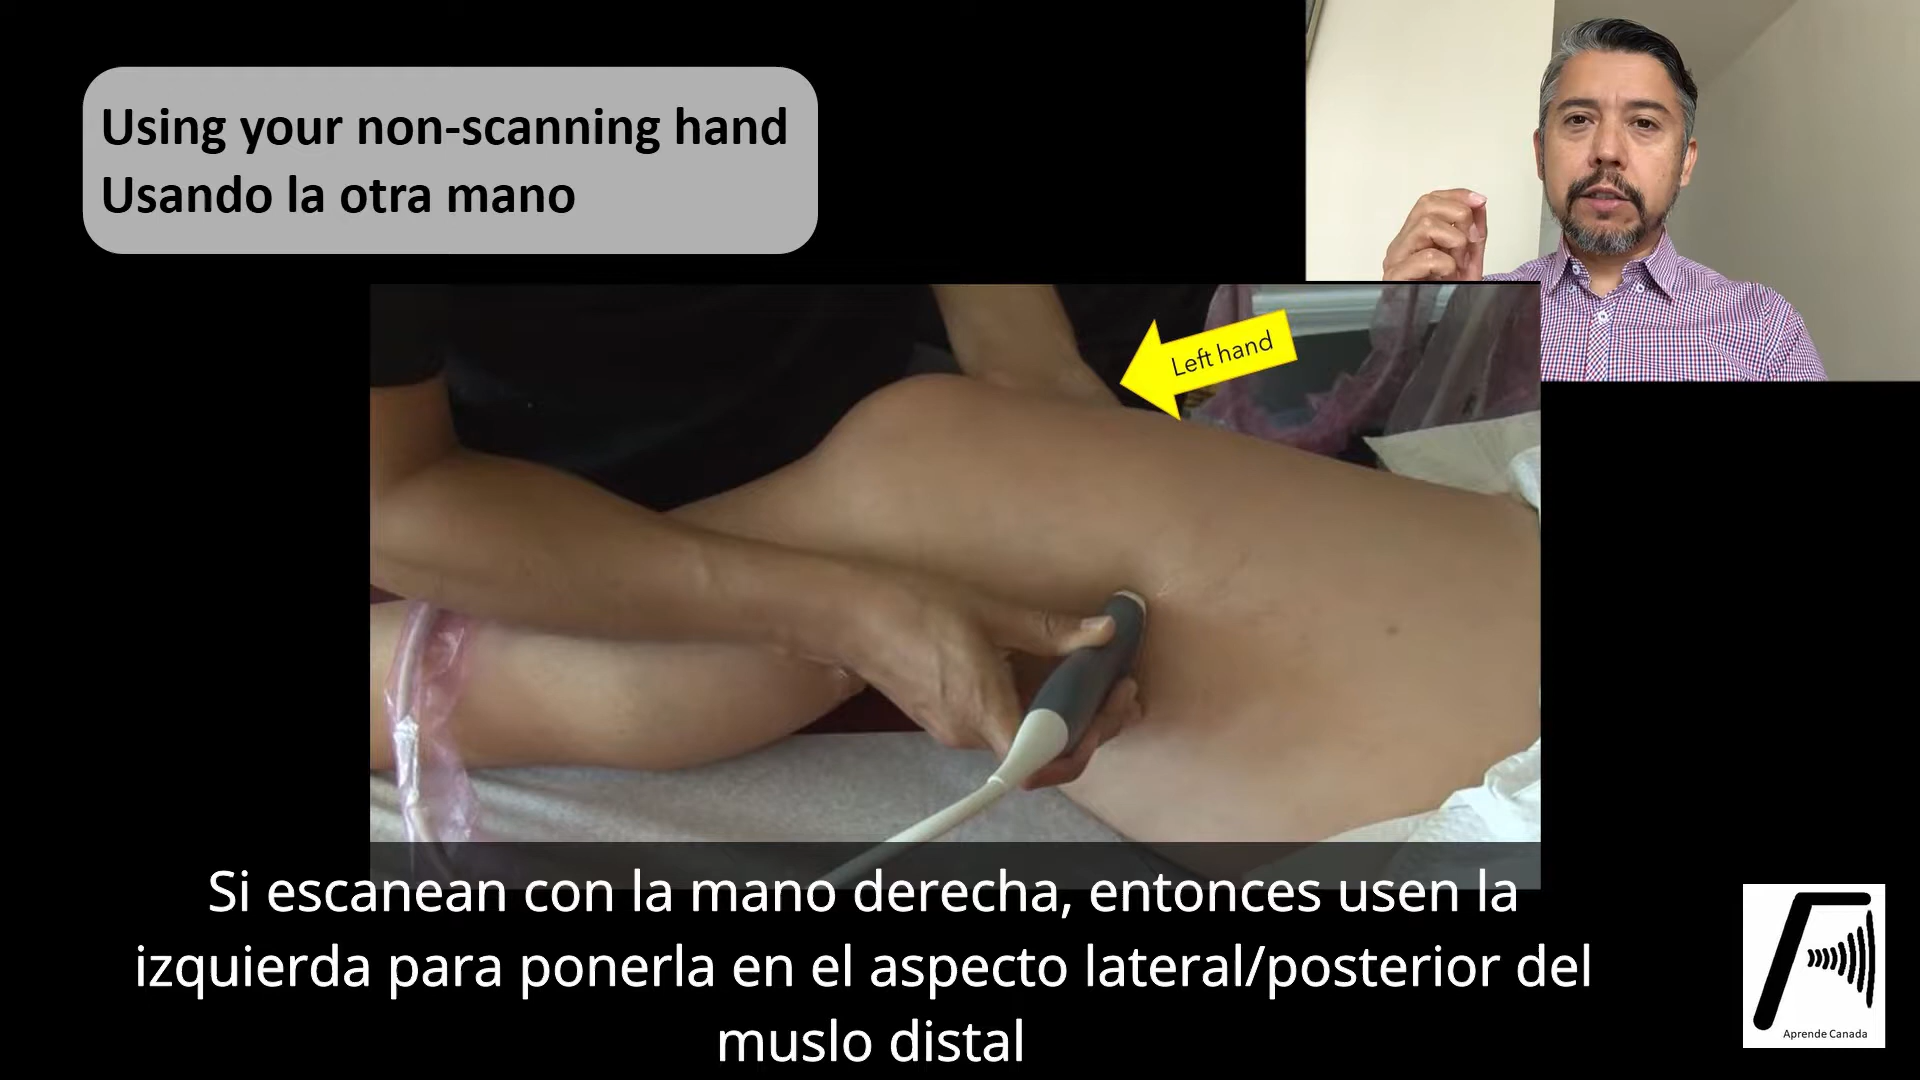 Using your non-scanning hand
Usando la otra mano
Left hand
Si escanean con la mano derecha, entonces usen la
izquierda para ponerla en el aspecto lateral/posterior del
muslo distal
Aprende Canada